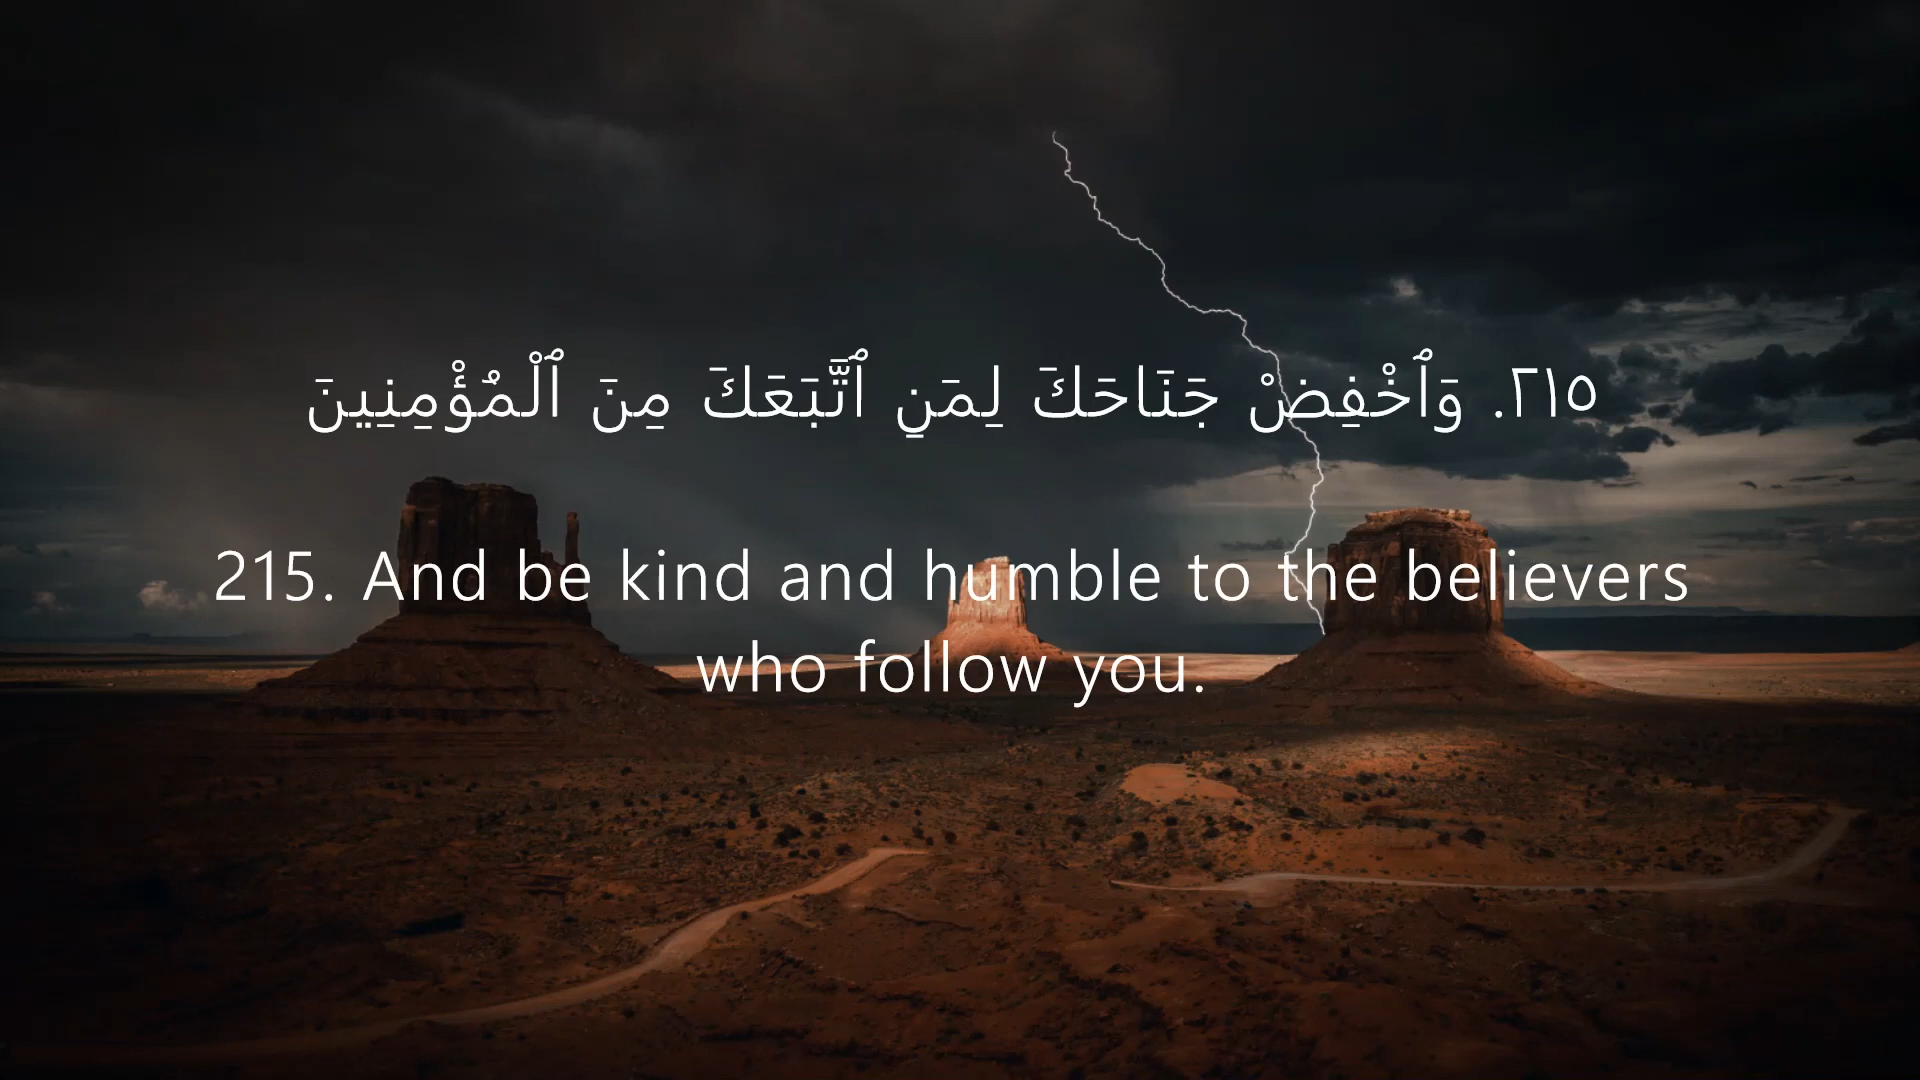 ٢١٥. وَٱخْفِضْ جَنَاحَكَ لِمَنِ ٱتَّبَعَكَ مِنَ ٱلْمُؤْمِنِينَ
215. And be kind and humble to the believers
who follow you.